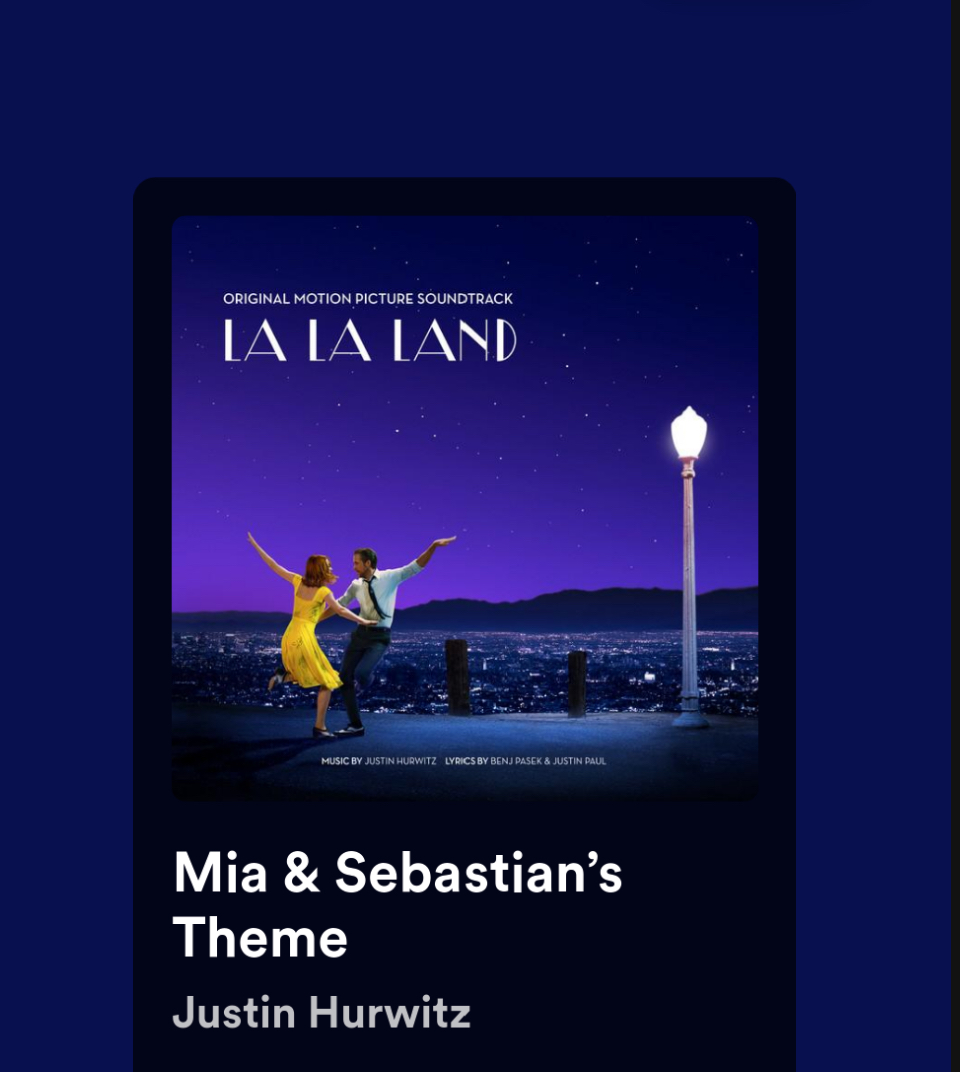 ORIGINAL MOTION PICTURE SOUNDTRACK
LA LA LAND
MUSIC BY JUSTIN HURWITZ LYRICS BY BENJ PASEK & JUSTIN PAUL
Mia & Sebastian’s
Theme
Justin Hurwitz